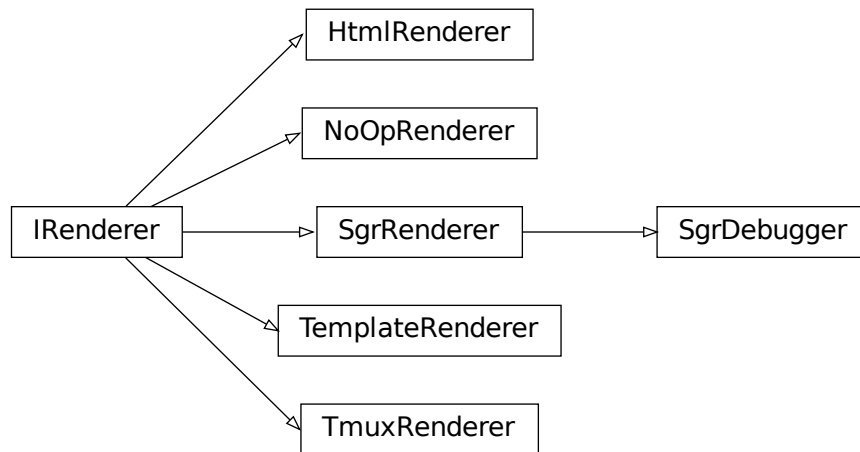 HtmlRenderer
NoOpRenderer
IRenderer
SgrRenderer
SgrDebugger
TemplateRenderer
TmuxRenderer